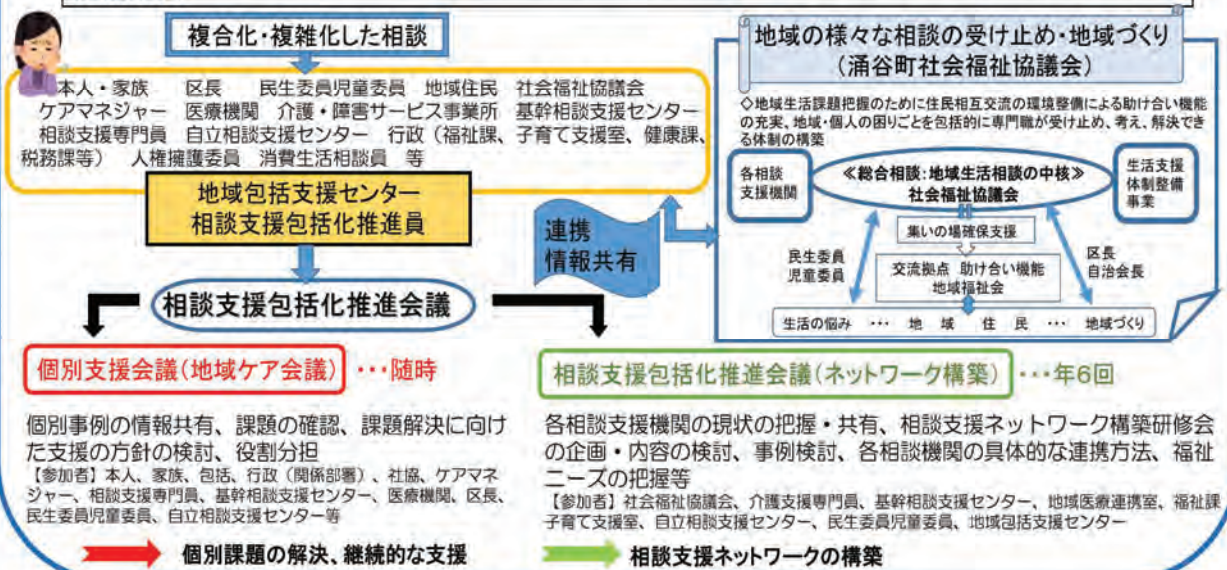 複合化・複雑化した相談
本人・家族 区長 民生委員児童委員 地域住民 社会福祉協議会
ケアマネジャー 医療機関 介護・障害サービス事業所 基幹相談支援センター
相談支援専門員 自立相談支援センター 行政（福祉課、子育て支援室、健康課、
税務課等） 人権擁護委員 消費生活相談員 等
地域包括支援センター
相談支援包括化推進員
連携
情報共有
地域の様々な相談の受け止め・地域づくり
（涌谷町社会福祉協議会）
◇地域生活課題把握のために住民相互交流の環境整備による助け合い機能
の充実、地域・個人の困りごとを包括的に専門職が受け止め、考え、解決でき
る体制の構築
各相談
支援機関
≪総合相談：地域生活相談の中核≫
社会福祉協議会
生活支援
体制整備
事業
集いの場確保支援
民生委員
児童委員
交流拠点 助け合い機能
地域福祉会
区長
自治会長
生活の悩み ･･･ 地 域 住 民 ･･･ 地域づくり
相談支援包括化推進会議
個別支援会議（地域ケア会議） ･･･随時
個別事例の情報共有、課題の確認、課題解決に向け
た支援の方針の検討、役割分担
【参加者】本人、家族、包括、行政（関係部署）、社協、ケアマネ
ジャー、相談支援専門員、基幹相談支援センター、医療機関、区長、
民生委員児童委員、自立相談支援センター等
個別課題の解決、継続的な支援
相談支援包括化推進会議（ネットワーク構築） ･･･年6回
各相談支援機関の現状の把握・共有、相談支援ネットワーク構築研修会
の企画・内容の検討、事例検討、各相談機関の具体的な連携方法、福祉
ニーズの把握等
【参加者】社会福祉協議会、介護支援専門員、基幹相談支援センター、地域医療連携室、福祉課
子育て支援室、自立相談支援センター、民生委員児童委員、地域包括支援センター
相談支援ネットワークの構築